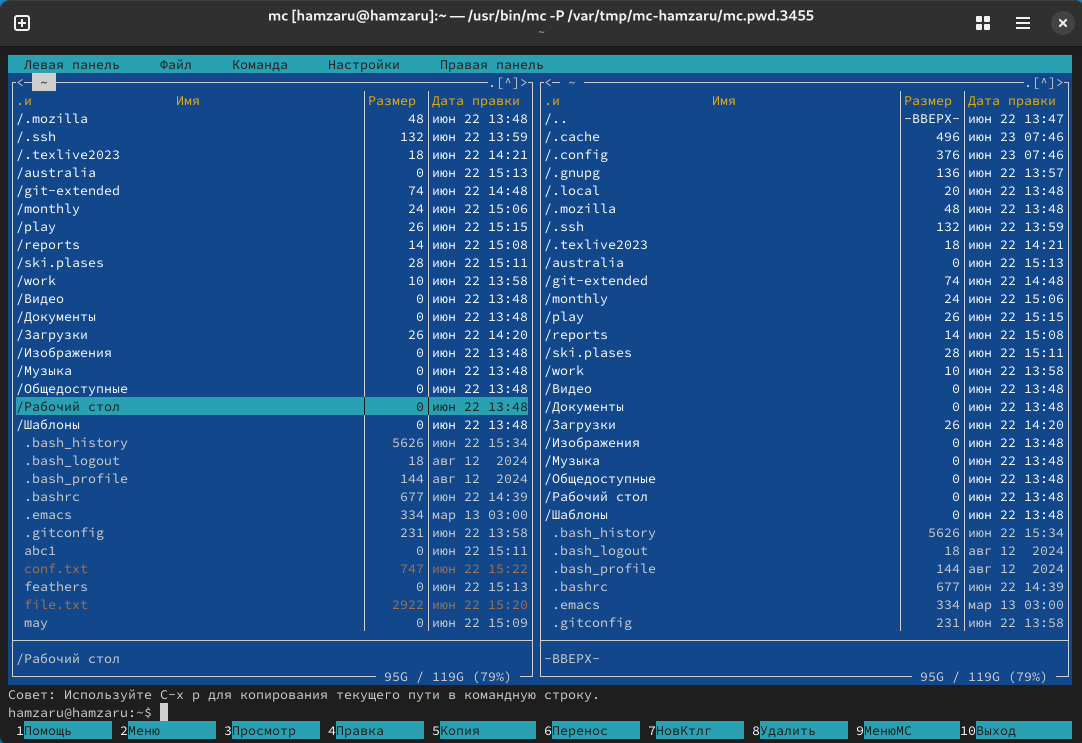 mc [hamzaru@hamzaru]:~ — /usr/bin/mc -P /var/tmp/mc-hamzaru/mc.pwd.3455
~
Левая панель Файл Команда Настройки Правая панель
<─ ~ ─.[^]> <─ ~ ─.[^]>
.и Имя Размер Дата правки .и Имя Размер Дата правки
/.mozilla 48 июн 22 13:48 /.. -ВВЕРХ- июн 22 13:47
/.ssh 132 июн 22 13:59 /.cache 496 июн 23 07:46
/.texlive2023 18 июн 22 14:21 /.config 376 июн 23 07:46
/australia 0 июн 22 15:13 /.gnupg 136 июн 22 13:57
/git-extended 74 июн 22 14:48 /.local 20 июн 22 13:48
/monthly 24 июн 22 15:06 /.mozilla 48 июн 22 13:48
/play 26 июн 22 15:15 /.ssh 132 июн 22 13:59
/reports 14 июн 22 15:08 /.texlive2023 18 июн 22 14:21
/ski.plases 28 июн 22 15:11 /australia 0 июн 22 15:13
/work 10 июн 22 13:58 /git-extended 74 июн 22 14:48
/Видео 0 июн 22 13:48 /monthly 24 июн 22 15:06
/Документы 0 июн 22 13:48 /play 26 июн 22 15:15
/Загрузки 26 июн 22 14:20 /reports 14 июн 22 15:08
/Изображения 0 июн 22 13:48 /ski.plases 28 июн 22 15:11
/Музыка 0 июн 22 13:48 /work 10 июн 22 13:58
/Общедоступные 0 июн 22 13:48 /Видео 0 июн 22 13:48
/Рабочий стол 0 июн 22 13:48 /Документы 0 июн 22 13:48
/Шаблоны 0 июн 22 13:48 /Загрузки 26 июн 22 14:20
.bash_history 5626 июн 22 15:34 /Изображения 0 июн 22 13:48
.bash_logout 18 авг 12 2024 /Музыка 0 июн 22 13:48
.bash_profile 144 авг 12 2024 /Общедоступные 0 июн 22 13:48
.bashrc 677 июн 22 14:39 /Рабочий стол 0 июн 22 13:48
.emacs 334 мар 13 03:00 /Шаблоны 0 июн 22 13:48
.gitconfig 231 июн 22 13:58 .bash_history 5626 июн 22 15:34
abc1 0 июн 22 15:11 .bash_logout 18 авг 12 2024
conf.txt 747 июн 22 15:22 .bash_profile 144 авг 12 2024
feathers 0 июн 22 15:13 .bashrc 677 июн 22 14:39
file.txt 2922 июн 22 15:20 .emacs 334 мар 13 03:00
may 0 июн 22 15:09 .gitconfig 231 июн 22 13:58
/Рабочий стол -ВВЕРХ-
95G / 119G (79%) 95G / 119G (79%)
Совет: Используйте C-x p для копирования текущего пути в командную строку.
hamzaru@hamzaru:~$
1Помощь 2Меню 3Просмотр 4Правка 5Копия 6Перенос 7НовКтлг 8Удалить 9МенюMC 10Выход